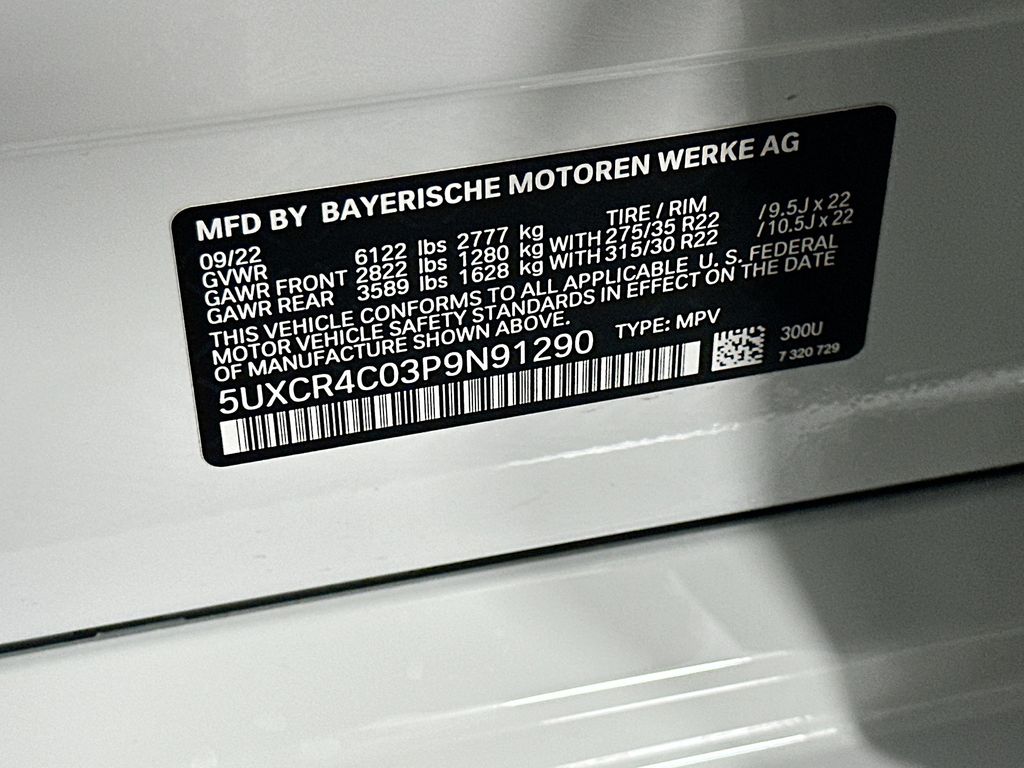 MFD BY BAYERISCHE MOTOREN WERKE AG
09/22 TIRE / RIM
GVWR 6122 lbs 2777 kg
GAWR FRONT 2822 lbs 1280 kg WITH 275/35 R22 /9.5J x 22
GAWR REAR 3589 lbs 1628 kg WITH 315/30 R22 /10.5J x 22
THIS VEHICLE CONFORMS TO ALL APPLICABLE U. S. FEDERAL
MOTOR VEHICLE SAFETY STANDARDS IN EFFECT ON THE DATE
OF MANUFACTURE SHOWN ABOVE.
5UXCR4C03P9N91290 TYPE: MPV
300U
7 320 729